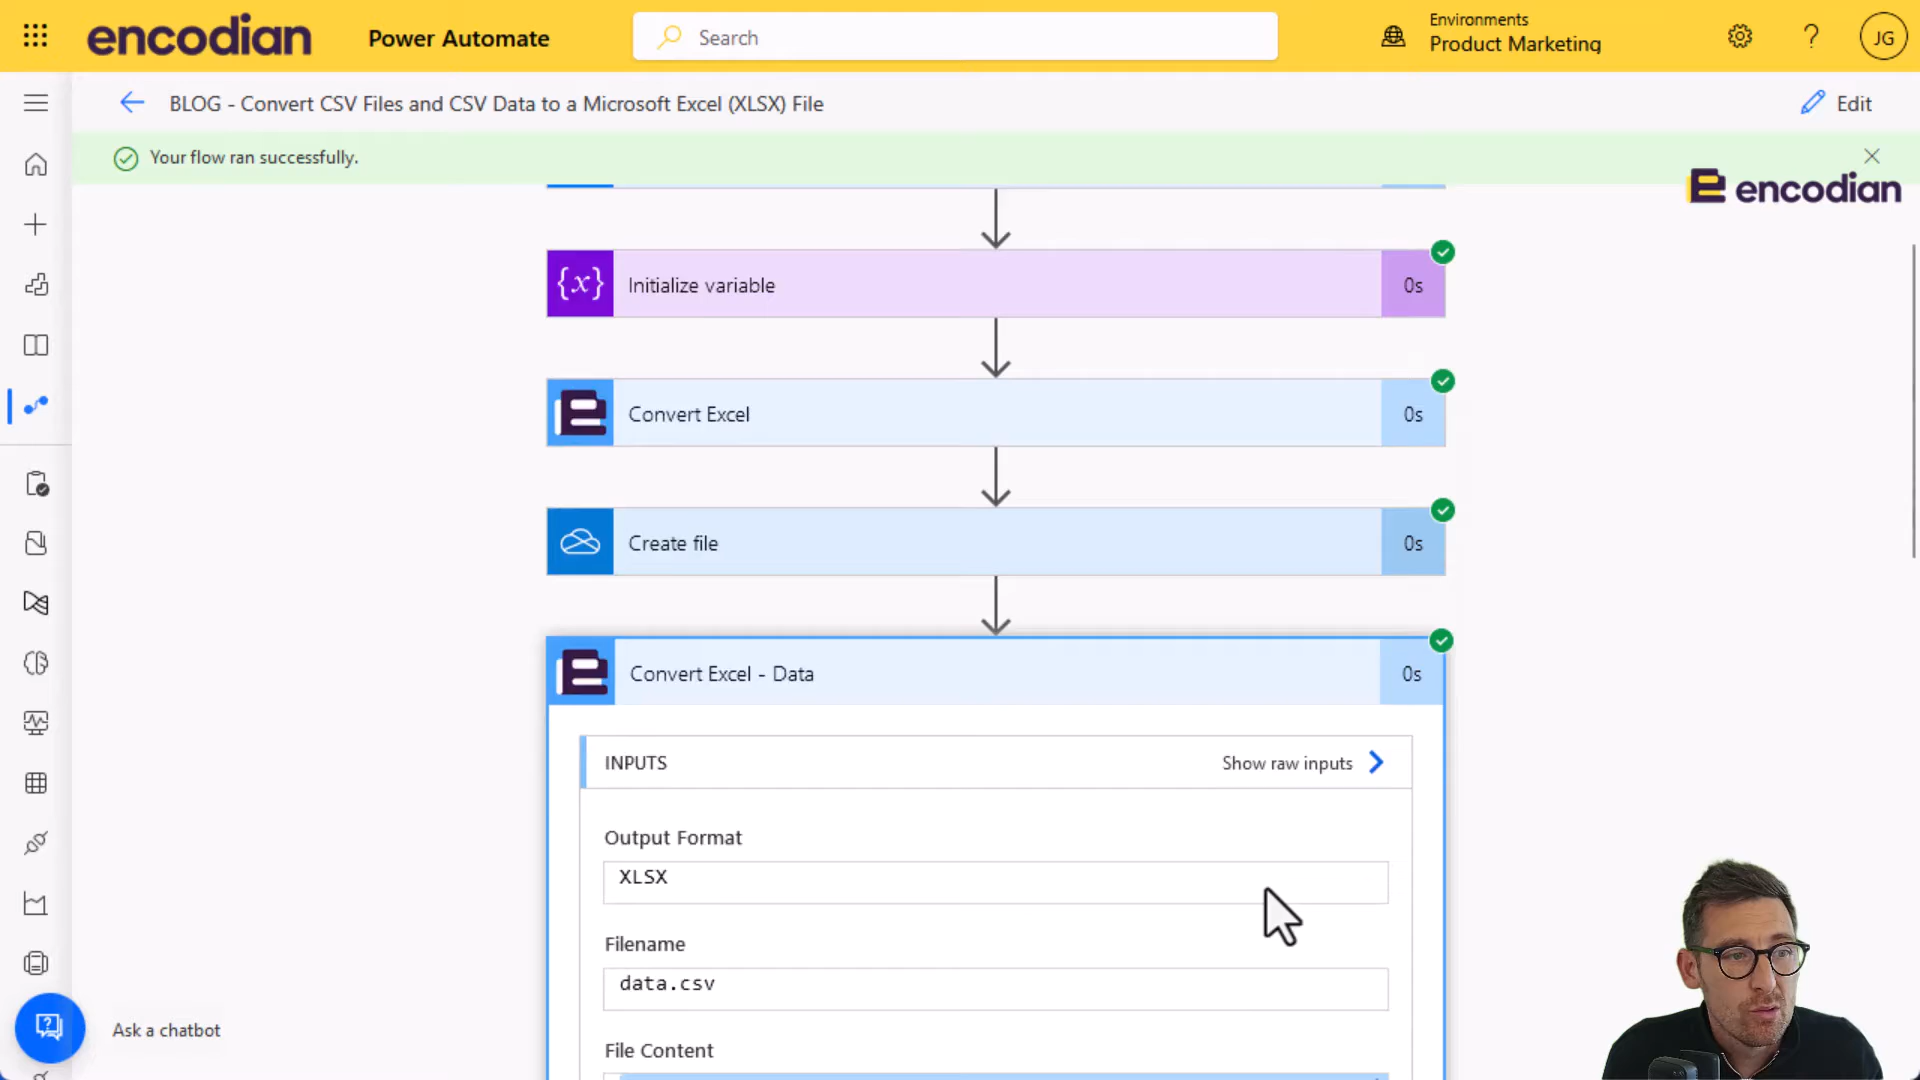 encodian
Power Automate
Search
Environments
Product Marketing
?
JG
BLOG - Convert CSV Files and CSV Data to a Microsoft Excel (XLSX) File
Edit
Your flow ran successfully.
encodian
{x}
Initialize variable
0s
Convert Excel
0s
Create file
0s
Convert Excel - Data
0s
INPUTS
Show raw inputs
Output Format
XLSX
Filename
data.csv
File Content
Ask a chatbot